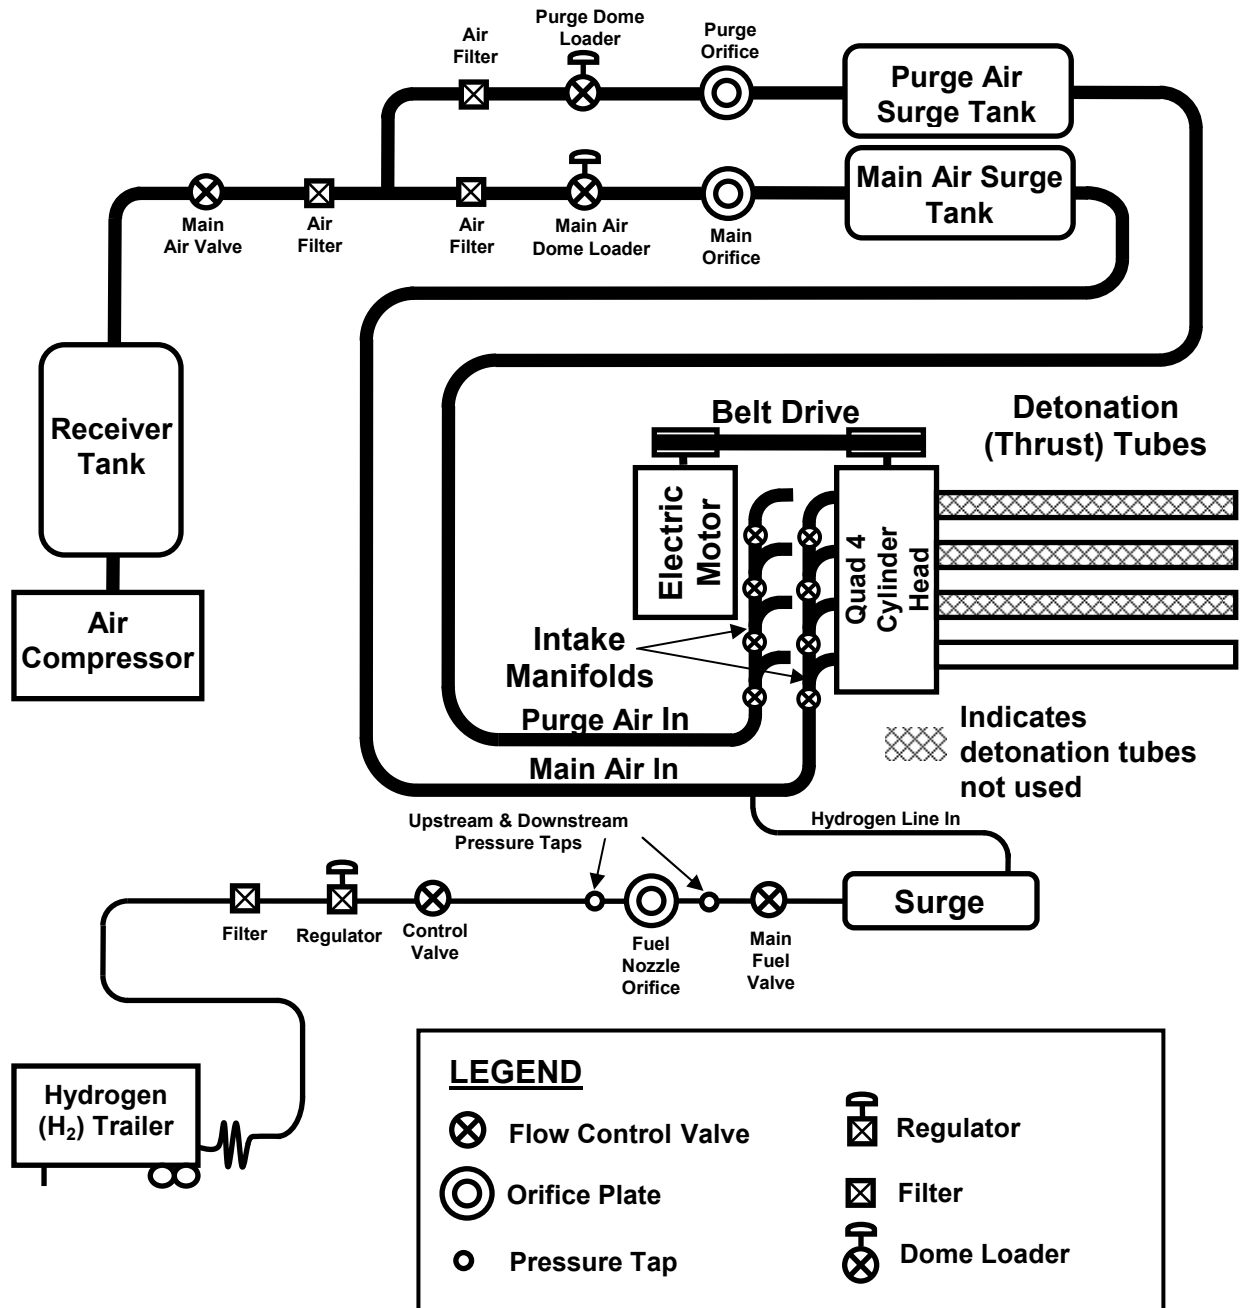 Air
Filter
Purge Dome
Loader
Purge
Orifice
Purge Air
Surge Tank
Main
Air Valve
Air
Filter
Air
Filter
Main Air
Dome Loader
Main
Orifice
Main Air Surge
Tank
Receiver
Tank
Air
Compressor
Belt Drive
Detonation
(Thrust) Tubes
Electric
Motor
Quad 4
Cylinder
Head
Intake
Manifolds
Purge Air In
Main Air In
Indicates
detonation tubes
not used
Upstream & Downstream
Pressure Taps
Hydrogen Line In
Filter
Regulator
Control
Valve
Fuel
Nozzle
Orifice
Main
Fuel
Valve
Surge
Hydrogen
(H₂) Trailer
LEGEND
Flow Control Valve
Orifice Plate
Pressure Tap
Regulator
Filter
Dome Loader